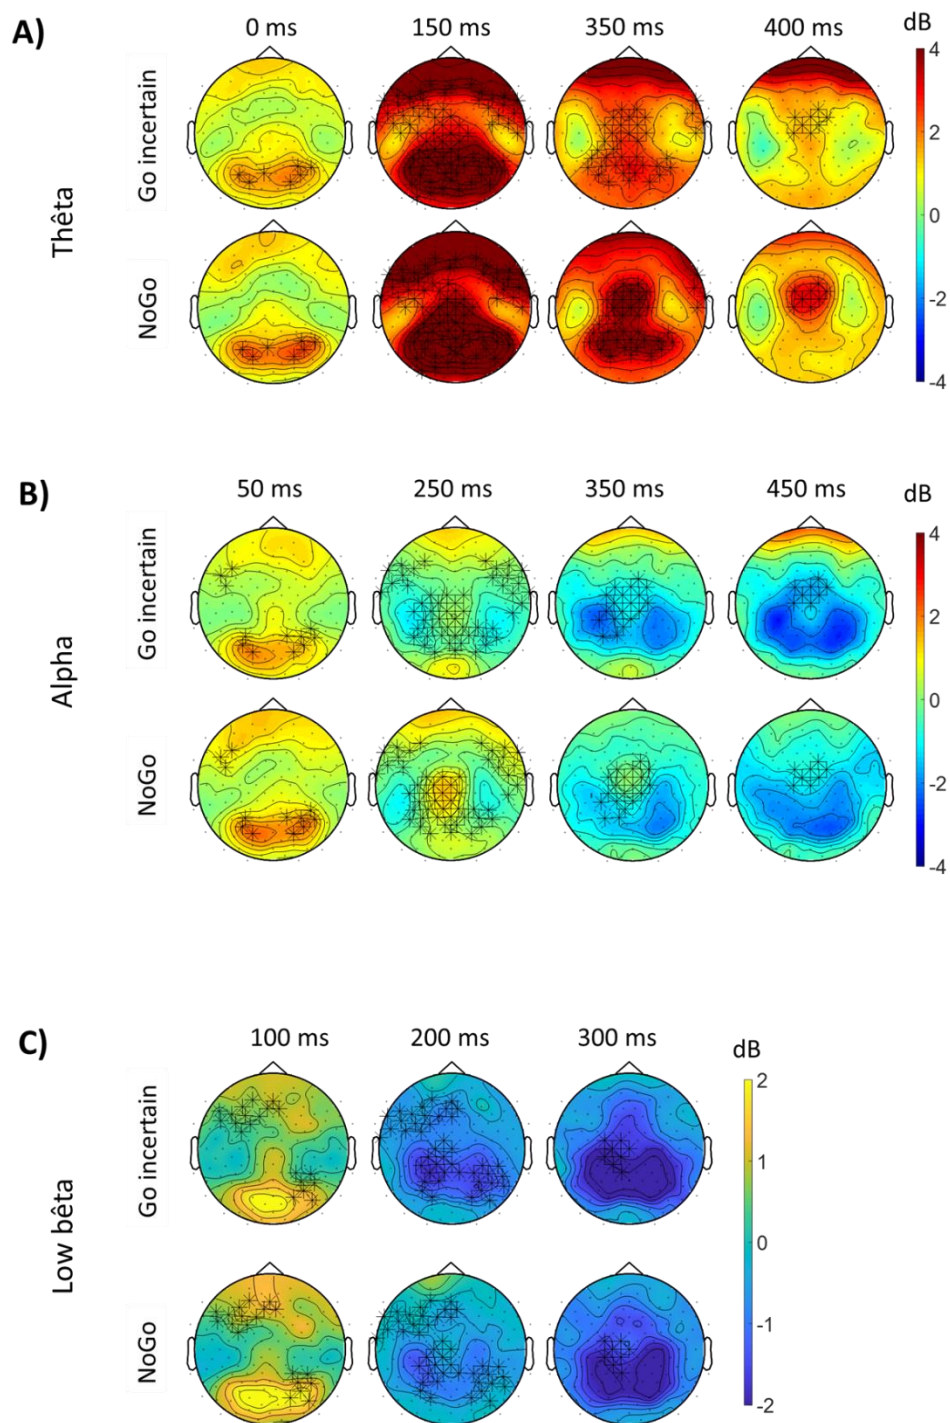 A)
0 ms 150 ms 350 ms 400 ms dB
Thêta
Go incertain
NoGo
4
2
0
-2
-4
B)
50 ms 250 ms 350 ms 450 ms dB
Alpha
Go incertain
NoGo
4
2
0
-2
-4
C)
100 ms 200 ms 300 ms dB
Low bêta
Go incertain
NoGo
2
1
0
-1
-2